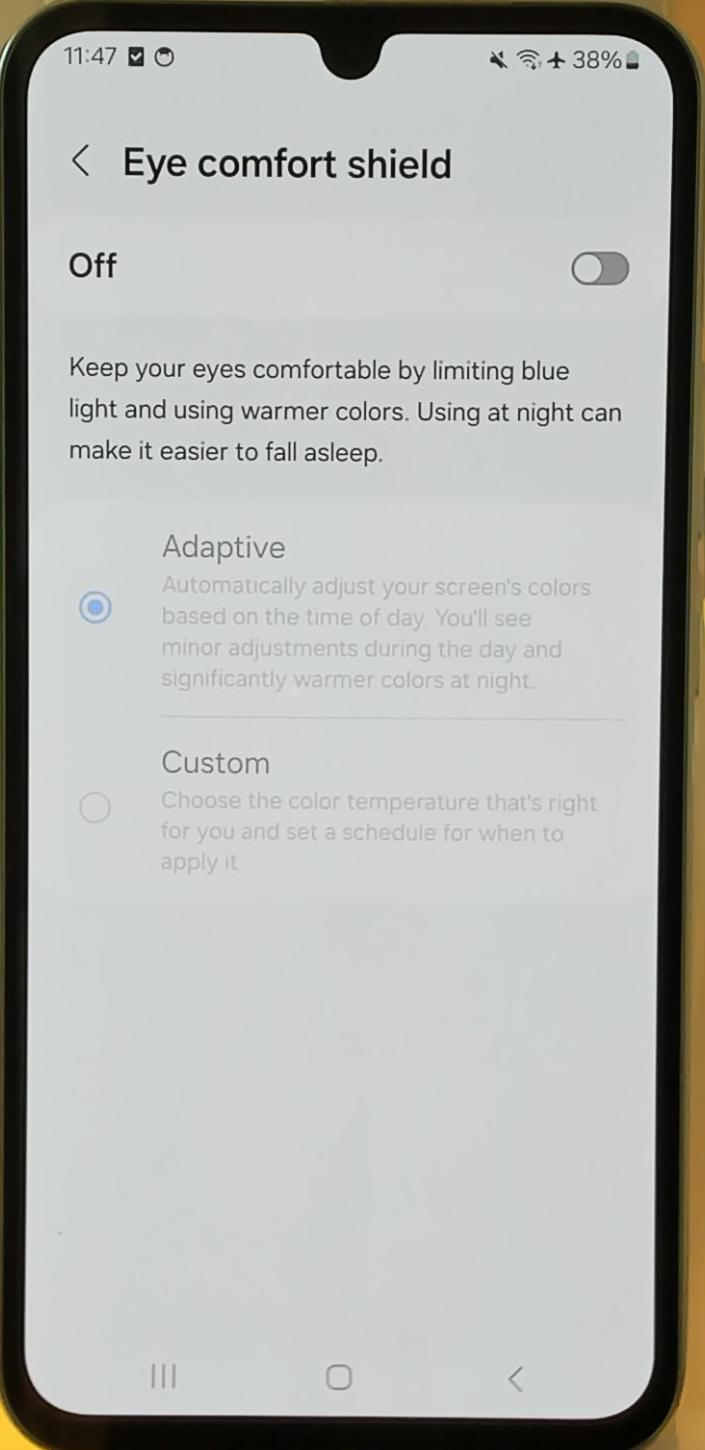 11:47
38%
Eye comfort shield
Off
Keep your eyes comfortable by limiting blue
light and using warmer colors. Using at night can
make it easier to fall asleep.
Adaptive
Automatically adjust your screen's colors
based on the time of day. You'll see
minor adjustments during the day and
significantly warmer colors at night.
Custom
Choose the color temperature that's right
for you and set a schedule for when to
apply it.